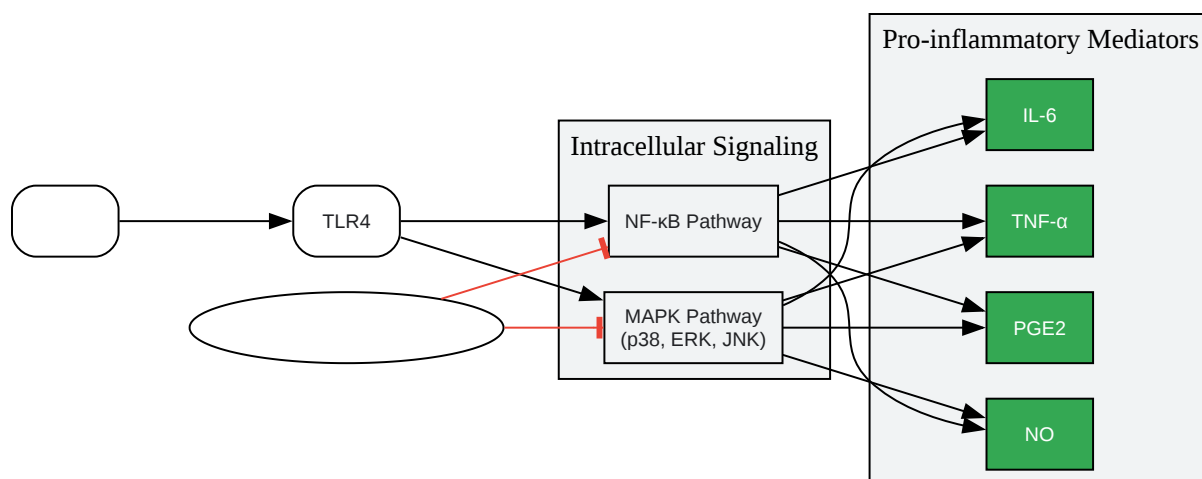 Pro-inflammatory Mediators
IL-6
Intracellular Signaling
TLR4
NF-κB Pathway
TNF-α
MAPK Pathway
(p38, ERK, JNK)
PGE2
NO